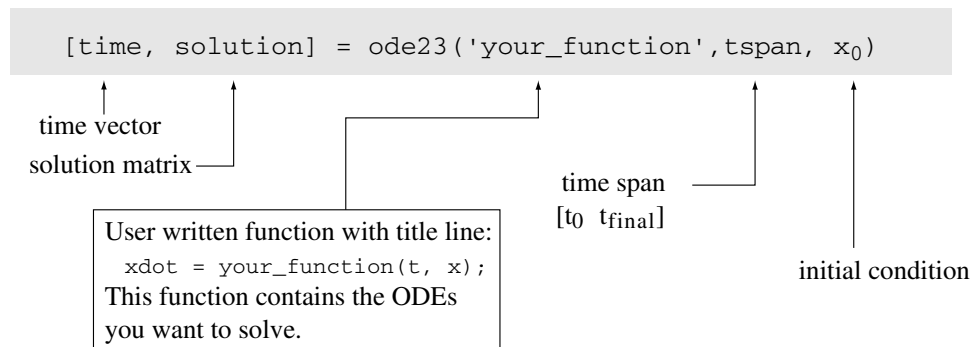 [time, solution] = ode23('your_function',tspan, x0)
time vector
solution matrix
time span
[t0 tfinal]
User written function with title line:
xdot = your_function(t, x);
This function contains the ODEs
you want to solve.
initial condition